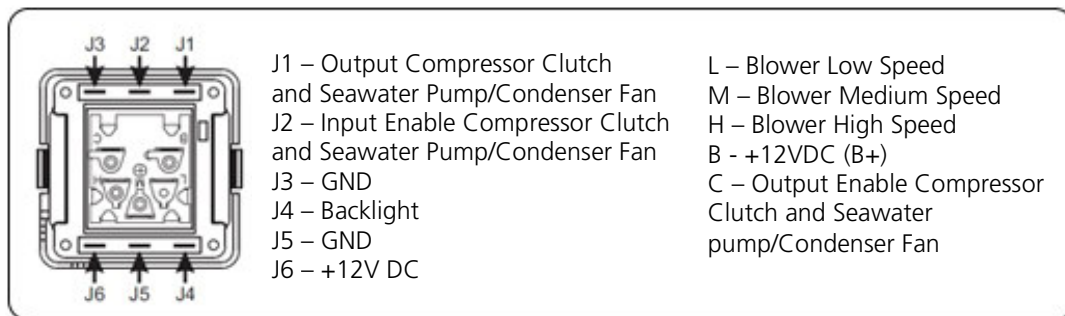 J3 J2 J1
J6 J5 J4
J1 – Output Compressor Clutch
and Seawater Pump/Condenser Fan
J2 – Input Enable Compressor Clutch
and Seawater Pump/Condenser Fan
J3 – GND
J4 – Backlight
J5 – GND
J6 – +12V DC
L – Blower Low Speed
M – Blower Medium Speed
H – Blower High Speed
B - +12VDC (B+)
C – Output Enable Compressor
Clutch and Seawater
pump/Condenser Fan